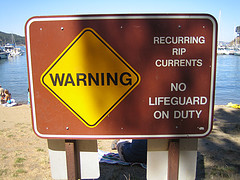 WARNING
RECURRING
RIP
CURRENTS
NO
LIFEGUARD
ON DUTY